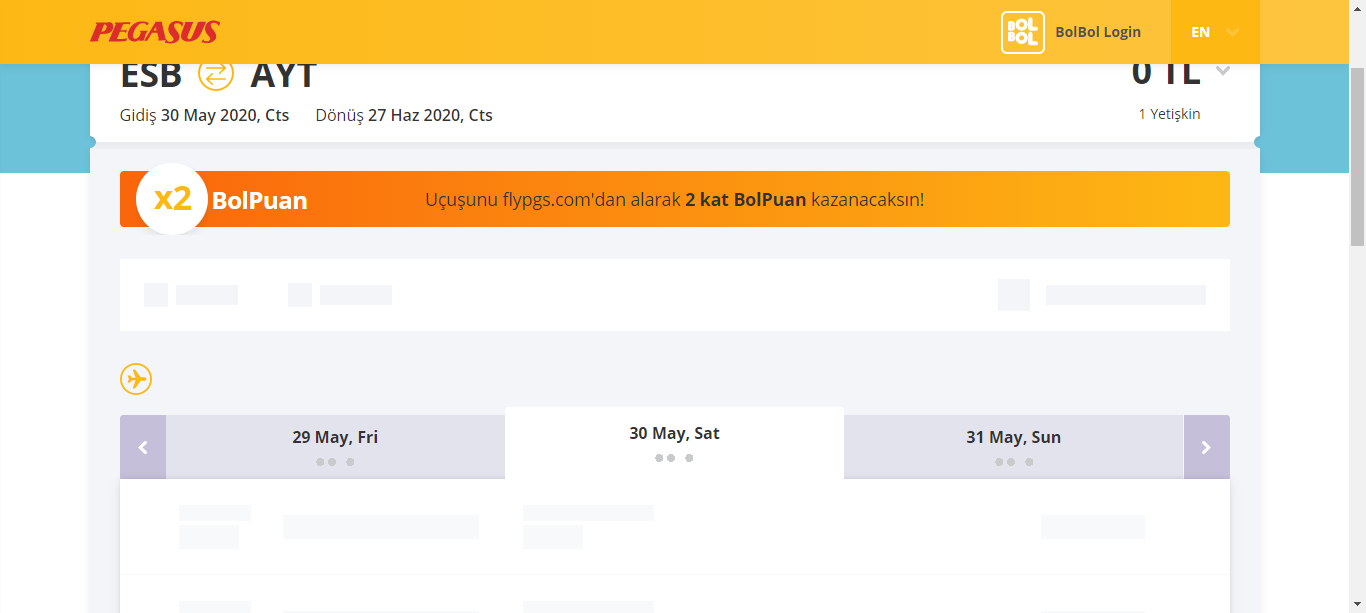 PEGASUS
BOL
BOL
BolBol Login
EN
ESB AYT
0 TL
Gidiş 30 May 2020, Cts Dönüş 27 Haz 2020, Cts
1 Yetişkin
x2 BolPuan
Uçuşunu flypgs.com'dan alarak 2 kat BolPuan kazanacaksın!
29 May, Fri
30 May, Sat
31 May, Sun